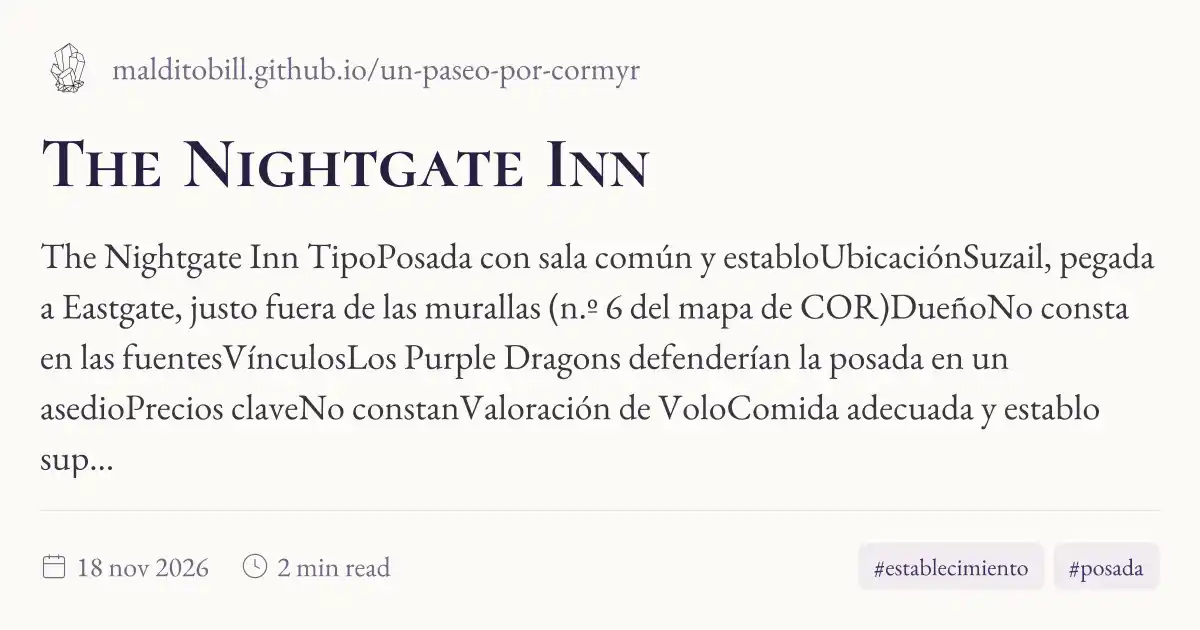 malditobill.github.io/un-paseo-por-cormyr
The Nightgate Inn
The Nightgate Inn TipoPosada con sala común y establoUbicaciónSuzail, pegada
a Eastgate, justo fuera de las murallas (n.º 6 del mapa de COR)DueñoNo consta
en las fuentesVínculosLos Purple Dragons defenderían la posada en un
asedioPrecios claveNo constanValoración de VoloComida adecuada y establo
sup...
18 nov 2026
2 min read
#establecimiento
#posada